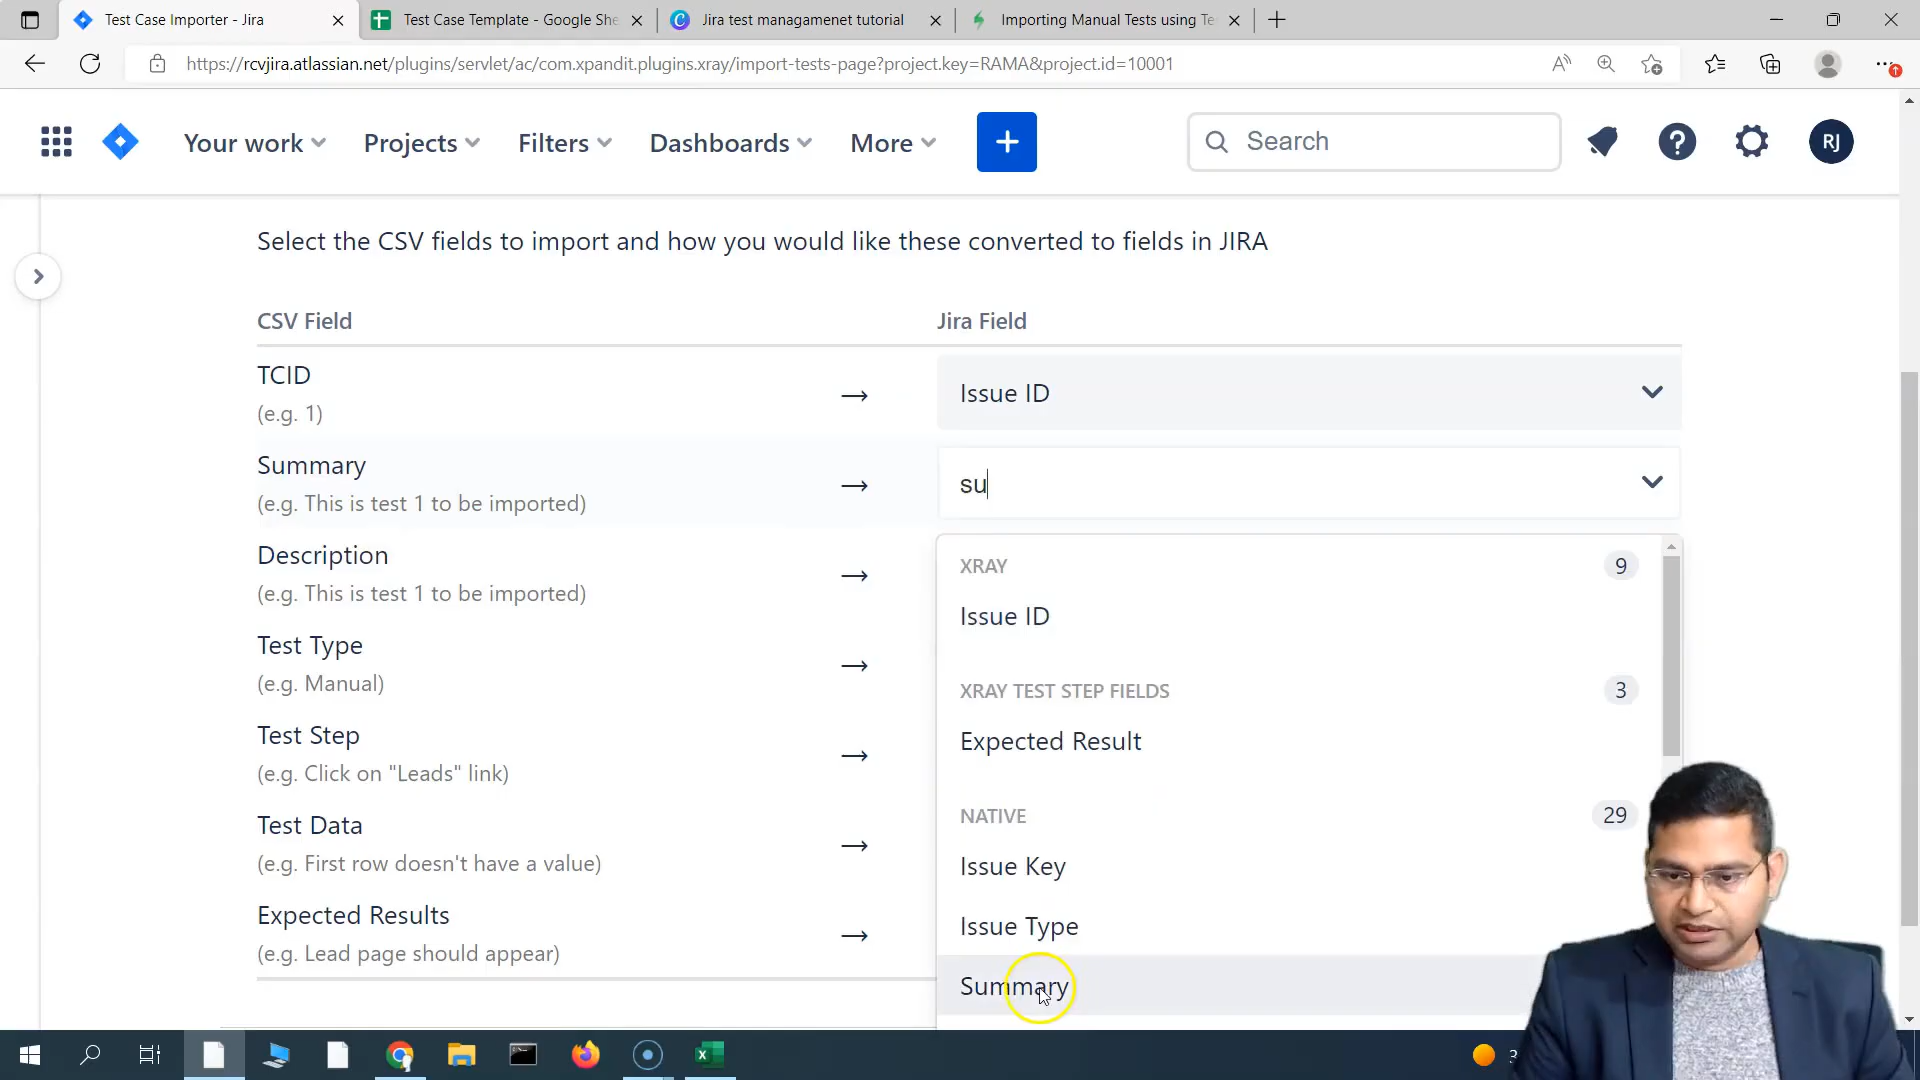 Test Case Importer - Jira
Test Case Template - Google She
Jira test managamenet tutorial
Importing Manual Tests using Te
https://rcvjira.atlassian.net/plugins/servlet/ac/com.xpandit.plugins.xray/import-tests-page?project.key=RAMA&project.id=10001
Your work
Projects
Filters
Dashboards
More
+
Search
RJ
Select the CSV fields to import and how you would like these converted to fields in JIRA
CSV Field
Jira Field
TCID
(e.g. 1)
→
Issue ID
Summary
(e.g. This is test 1 to be imported)
→
su
Description
(e.g. This is test 1 to be imported)
→
Test Type
(e.g. Manual)
→
Test Step
(e.g. Click on "Leads" link)
→
Test Data
(e.g. First row doesn't have a value)
→
Expected Results
(e.g. Lead page should appear)
→
XRAY
9
Issue ID
XRAY TEST STEP FIELDS
3
Expected Result
NATIVE
29
Issue Key
Issue Type
Summary
3